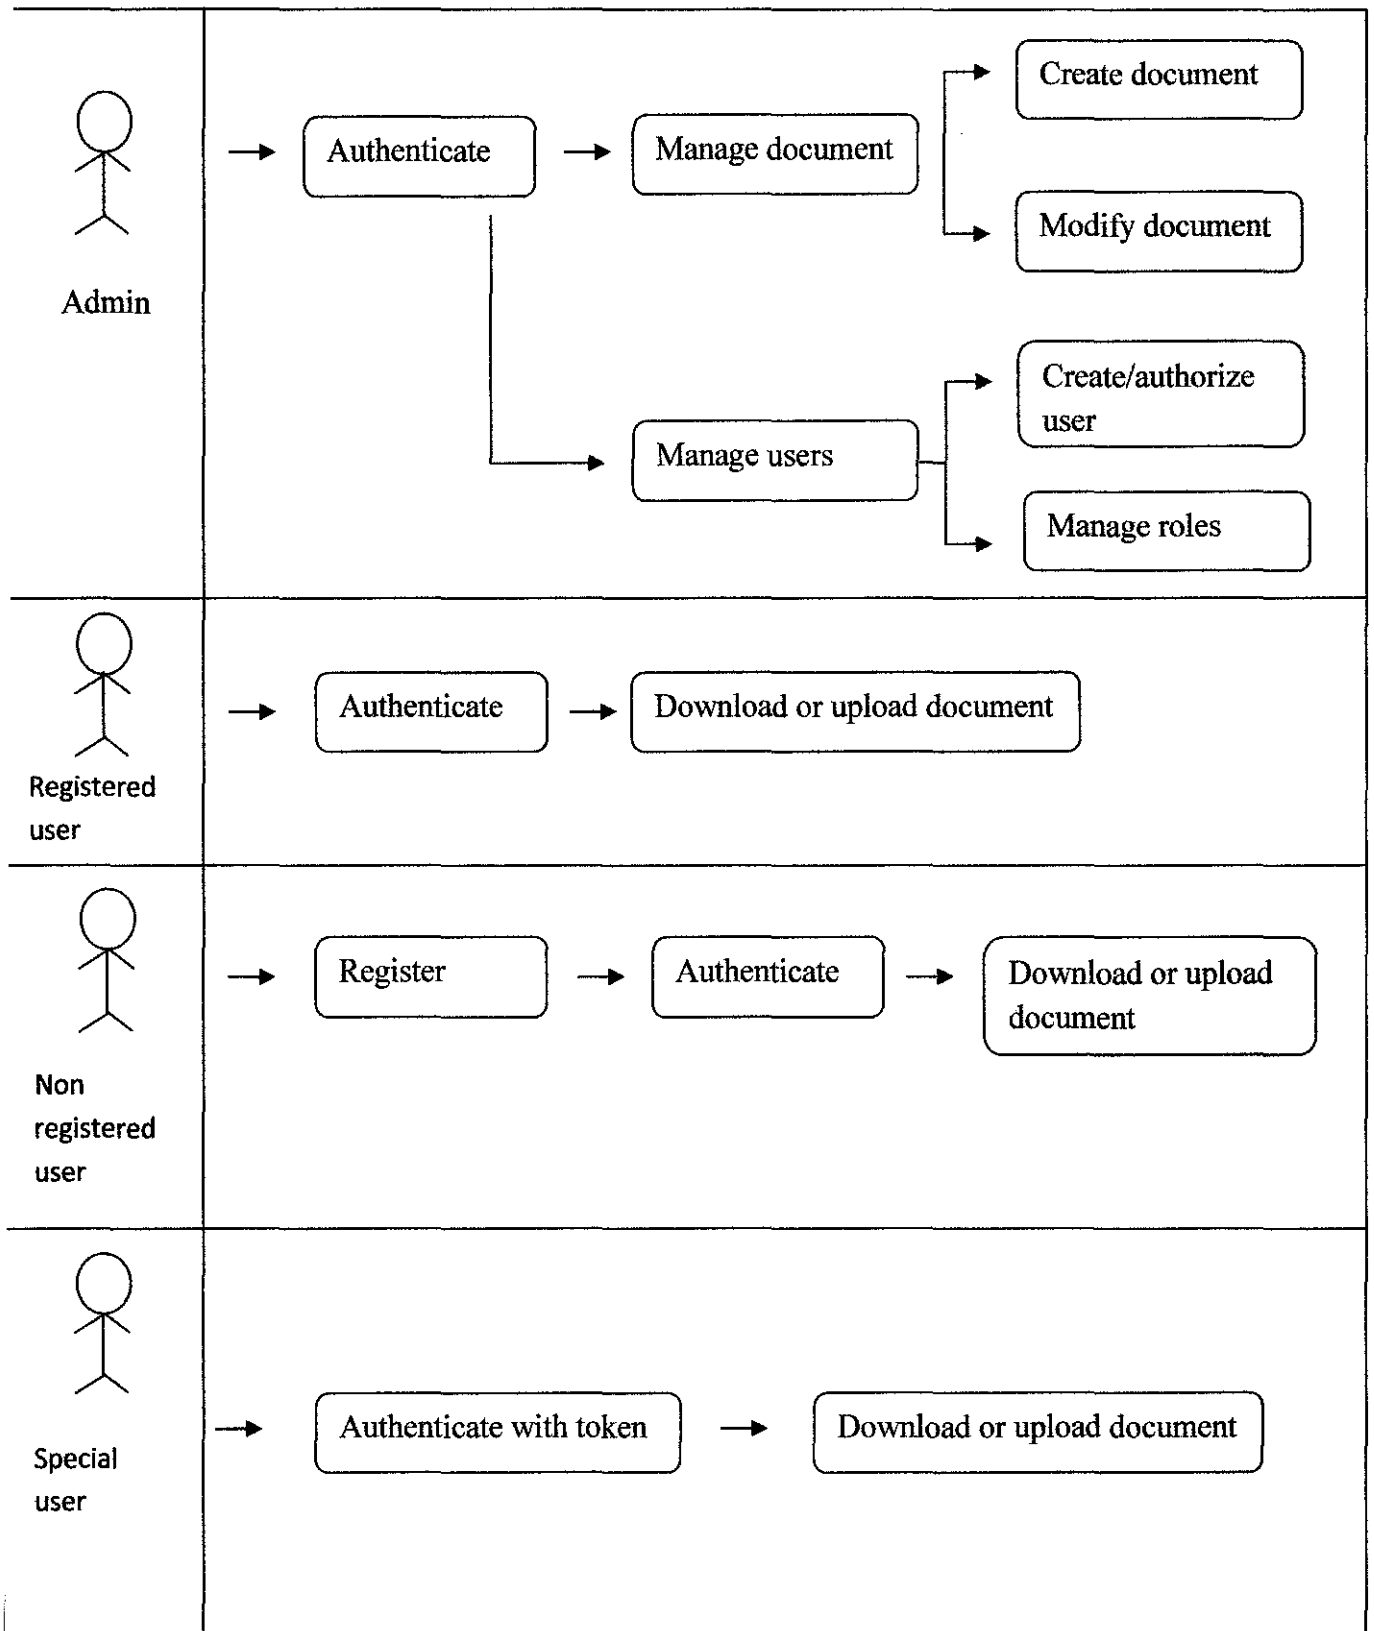 Create document
Authenticate
Manage document
Modify document
Admin
Create/authorize
user
Manage users
Manage roles
Authenticate
Download or upload document
Registered
user
Register
Authenticate
Download or upload
document
Non
registered
user
Authenticate with token
Download or upload document
Special
user